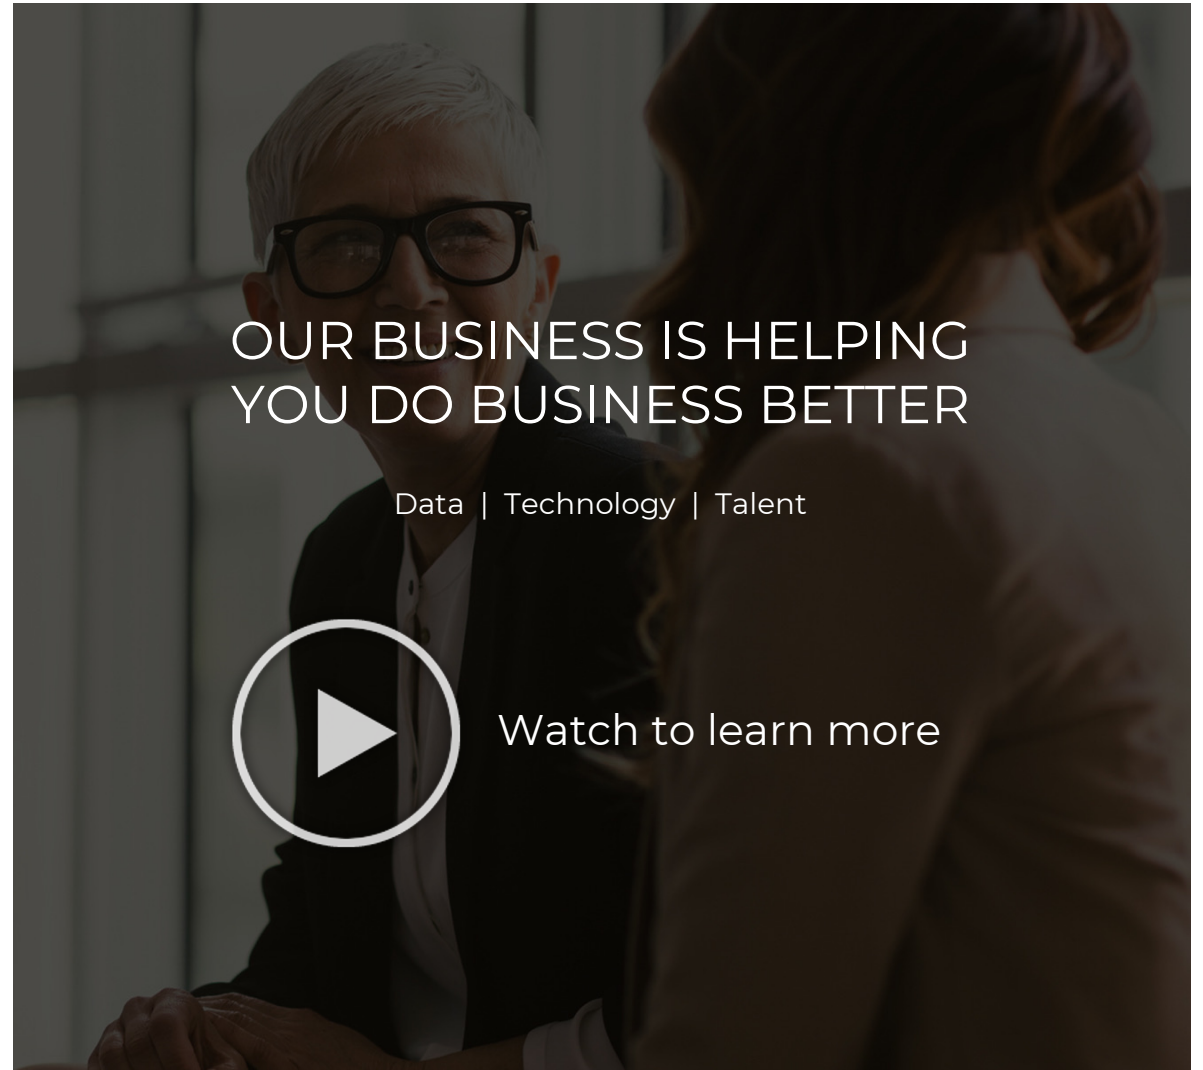 OUR BUSINESS IS HELPING
YOU DO BUSINESS BETTER
Data | Technology | Talent
Watch to learn more